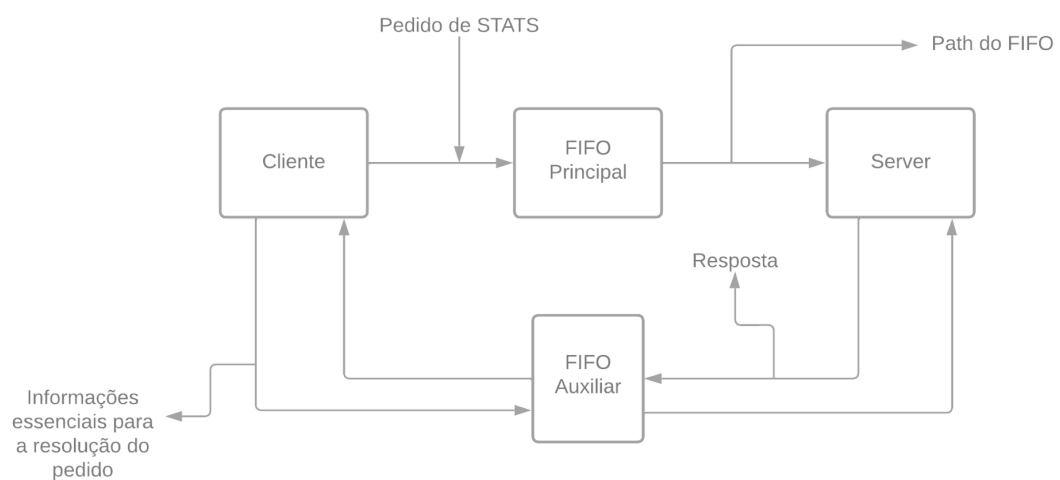 Pedido de STATS
Path do FIFO
Cliente
FIFO
Principal
Server
Resposta
FIFO
Auxiliar
Informações
essenciais para
a resolução do
pedido